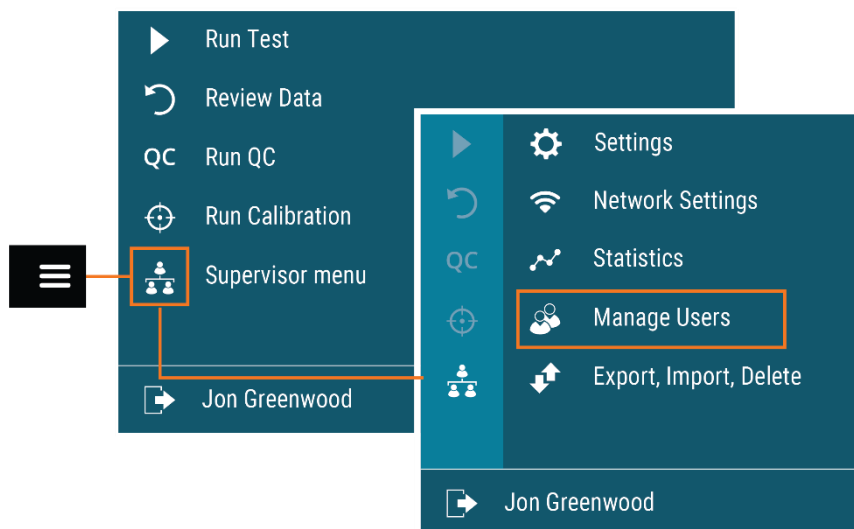 Run Test
Review Data
QC Run QC
Run Calibration
Supervisor menu
Jon Greenwood
Settings
Network Settings
QC Statistics
Manage Users
Export, Import, Delete
Jon Greenwood